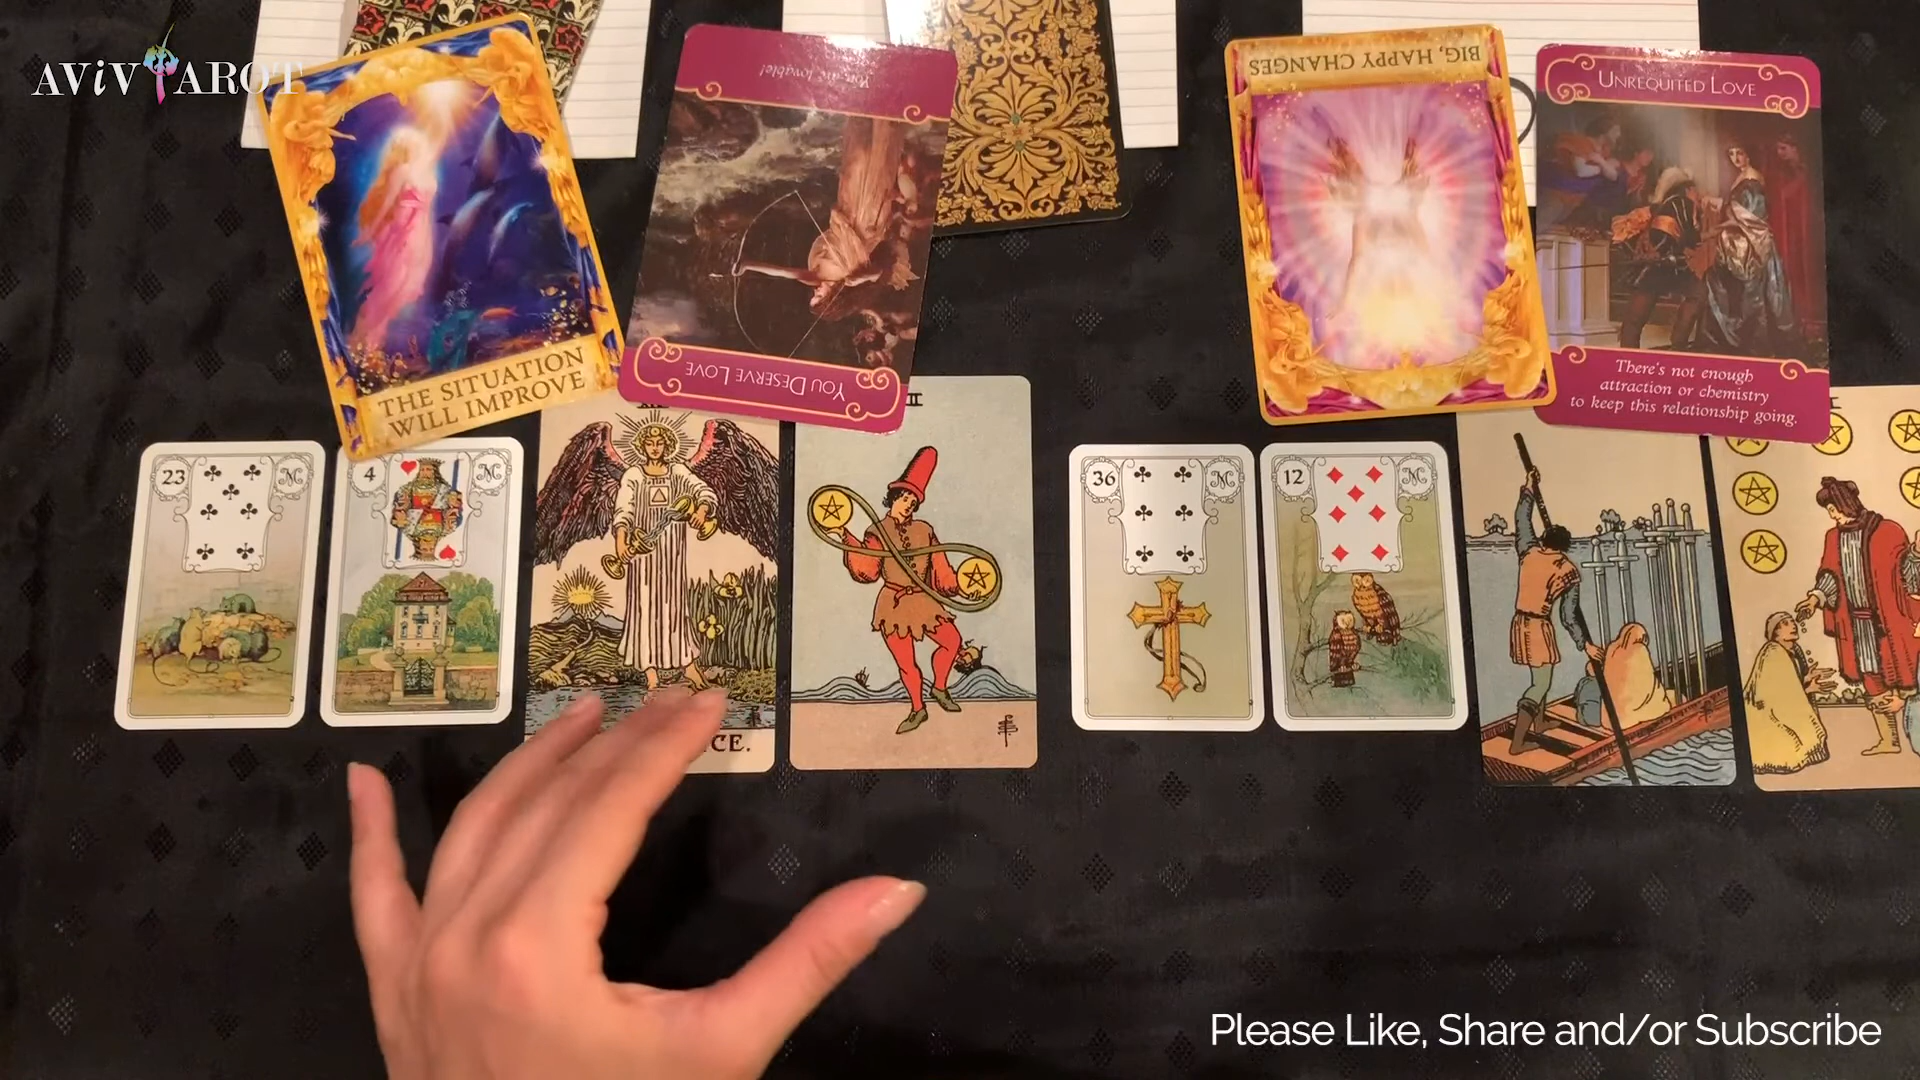 AViV TAROT
THE SITUATION
WILL IMPROVE
lovable!
YOU DESERVE LOVE
BIG, HAPPY CHANGES
UNREQUITED LOVE
There's not enough
attraction or chemistry
to keep this relationship going.
23
4
36
12
CE.
Please Like, Share and/or Subscribe